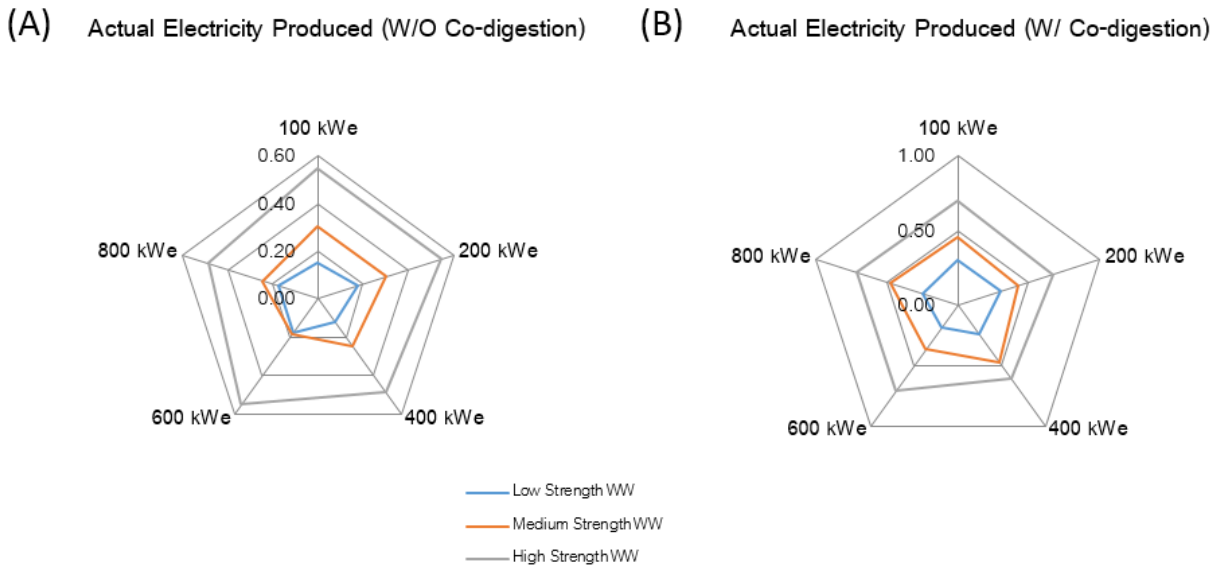 (A) Actual Electricity Produced (W/O Co-digestion)
100 kWe
0.60
0.40
0.20
0.00
800 kWe
200 kWe
600 kWe
400 kWe
(B) Actual Electricity Produced (W/ Co-digestion)
100 kWe
1.00
0.50
0.00
800 kWe
200 kWe
600 kWe
400 kWe
Low Strength WW
Medium Strength WW
High Strength WW